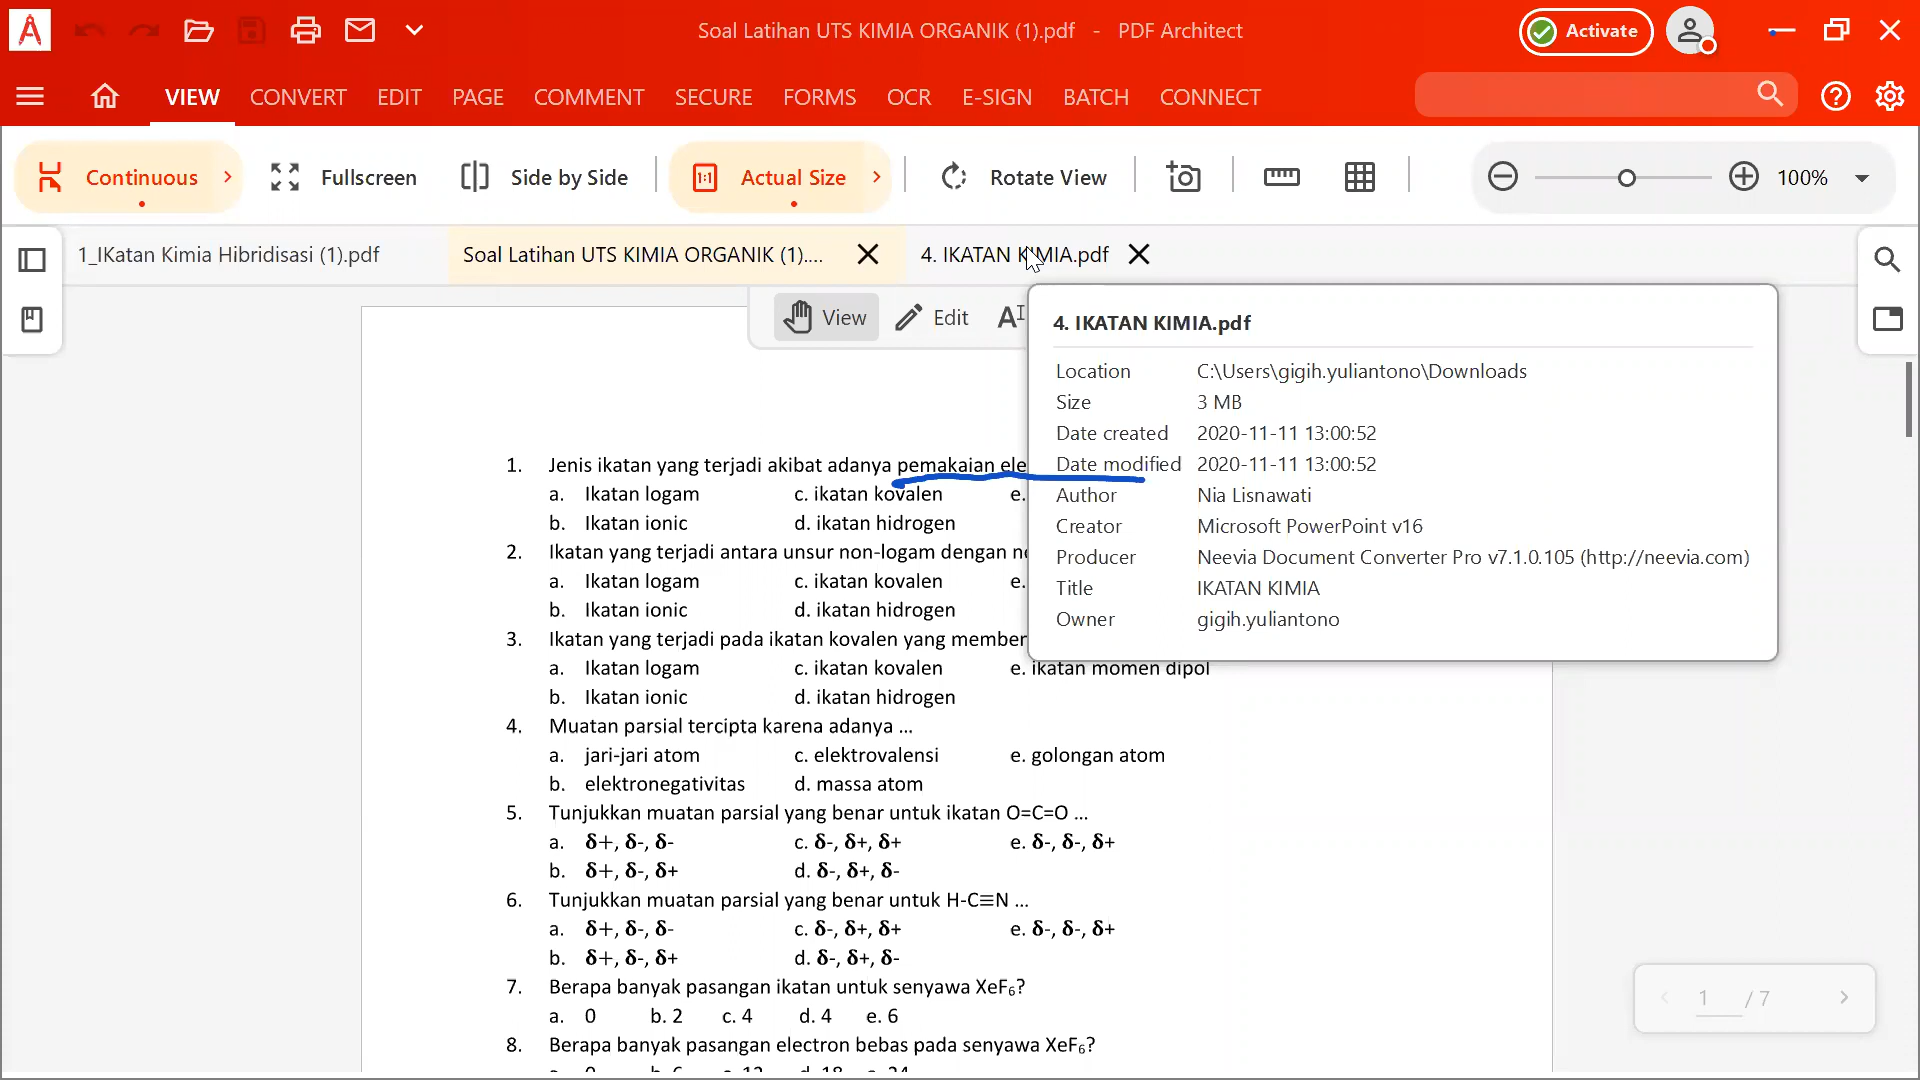 Soal Latihan UTS KIMIA ORGANIK (1).pdf - PDF Architect
Activate
VIEW CONVERT EDIT PAGE COMMENT SECURE FORMS OCR E-SIGN BATCH CONNECT
Continuous Fullscreen Side by Side 1:1 Actual Size Rotate View 100%
1_IKatan Kimia Hibridisasi (1).pdf Soal Latihan UTS KIMIA ORGANIK (1).... 4. IKATAN KIMIA.pdf
View Edit
4. IKATAN KIMIA.pdf
Location C:\Users\gigih.yuliantono\Downloads
Size 3 MB
Date created 2020-11-11 13:00:52
Date modified 2020-11-11 13:00:52
Author Nia Lisnawati
Creator Microsoft PowerPoint v16
Producer Neevia Document Converter Pro v7.1.0.105 (http://neevia.com)
Title IKATAN KIMIA
Owner gigih.yuliantono
1. Jenis ikatan yang terjadi akibat adanya pemakaian ele
a. Ikatan logam c. ikatan kovalen e.
b. Ikatan ionic d. ikatan hidrogen
2. Ikatan yang terjadi antara unsur non-logam dengan ne
a. Ikatan logam c. ikatan kovalen e.
b. Ikatan ionic d. ikatan hidrogen
3. Ikatan yang terjadi pada ikatan kovalen yang member
a. Ikatan logam c. ikatan kovalen e. ikatan momen dipol
b. Ikatan ionic d. ikatan hidrogen
4. Muatan parsial tercipta karena adanya ...
a. jari-jari atom c. elektrovalensi e. golongan atom
b. elektronegativitas d. massa atom
5. Tunjukkan muatan parsial yang benar untuk ikatan O=C=O ...
a. δ+, δ-, δ- c. δ-, δ+, δ+ e. δ-, δ-, δ+
b. δ+, δ-, δ+ d. δ-, δ+, δ-
6. Tunjukkan muatan parsial yang benar untuk H-C≡N ...
a. δ+, δ-, δ- c. δ-, δ+, δ+ e. δ-, δ-, δ+
b. δ+, δ-, δ+ d. δ-, δ+, δ-
7. Berapa banyak pasangan ikatan untuk senyawa XeF₆?
a. 0 b. 2 c. 4 d. 4 e. 6
8. Berapa banyak pasangan electron bebas pada senyawa XeF₆?
1 / 7